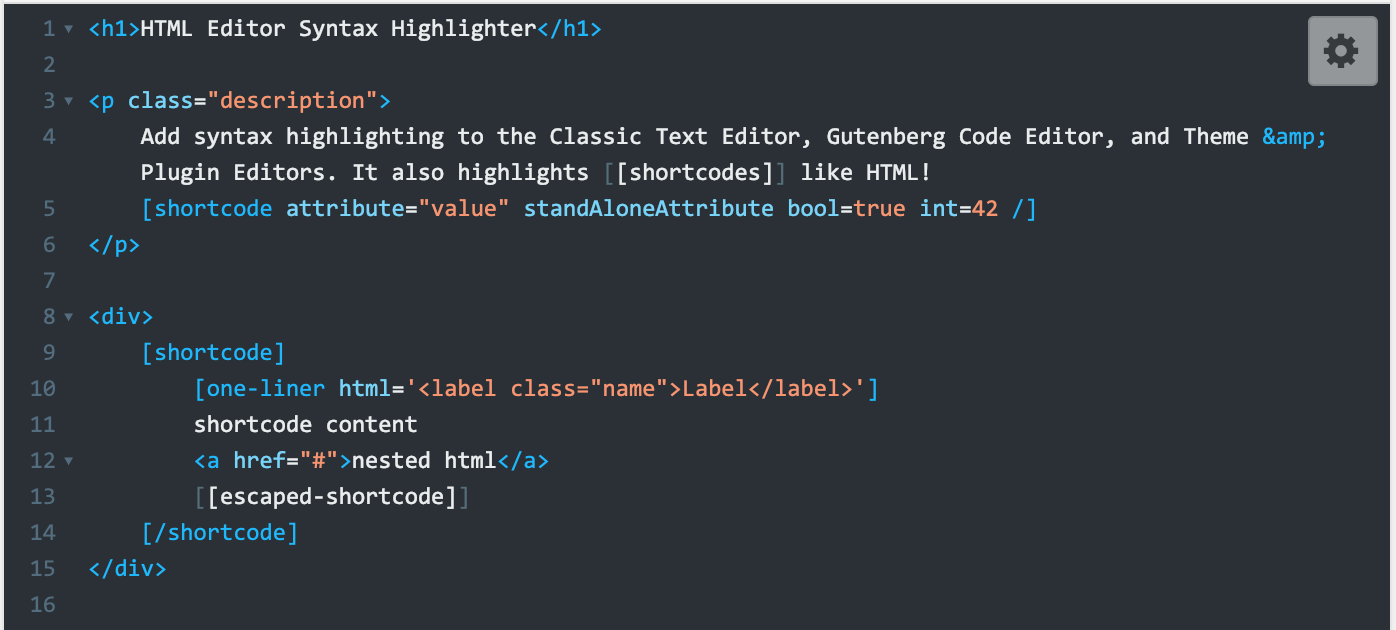 1 <h1>HTML Editor Syntax Highlighter</h1>
2
3 <p class="description">
4     Add syntax highlighting to the Classic Text Editor, Gutenberg Code Editor, and Theme &amp;
    Plugin Editors. It also highlights [[shortcodes]] like HTML!
5     [shortcode attribute="value" standAloneAttribute bool=true int=42 /]
6 </p>
7
8 <div>
9     [shortcode]
10         [one-liner html='<label class="name">Label</label>']
11         shortcode content
12         <a href="#">nested html</a>
13         [[escaped-shortcode]]
14     [/shortcode]
15 </div>
16